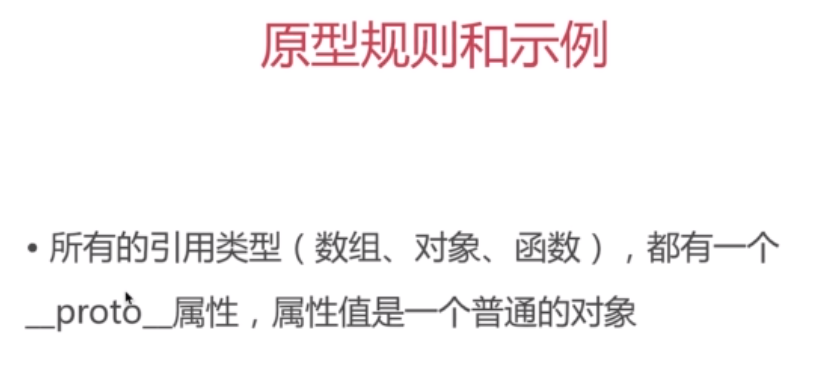 原型规则和示例
• 所有的引用类型（数组、对象、函数），都有一个
__proto__属性，属性值是一个普通的对象